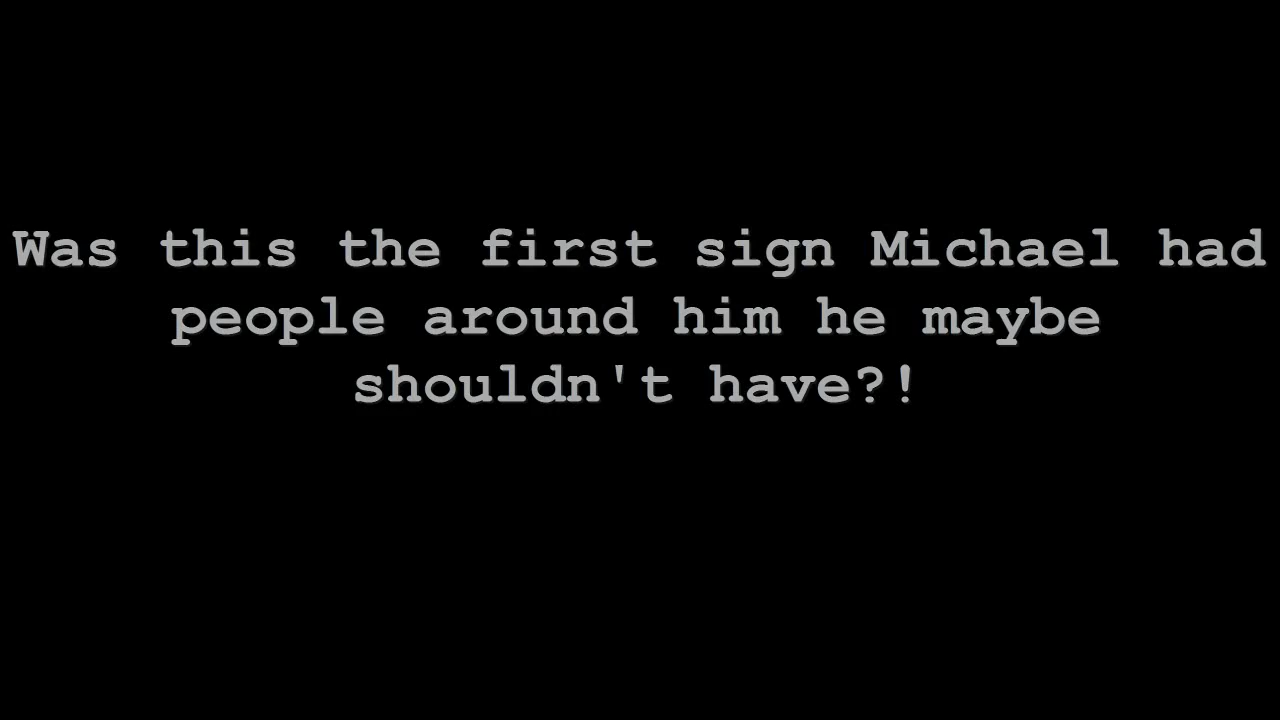 Was this the first sign Michael had
people around him he maybe
shouldn't have?!